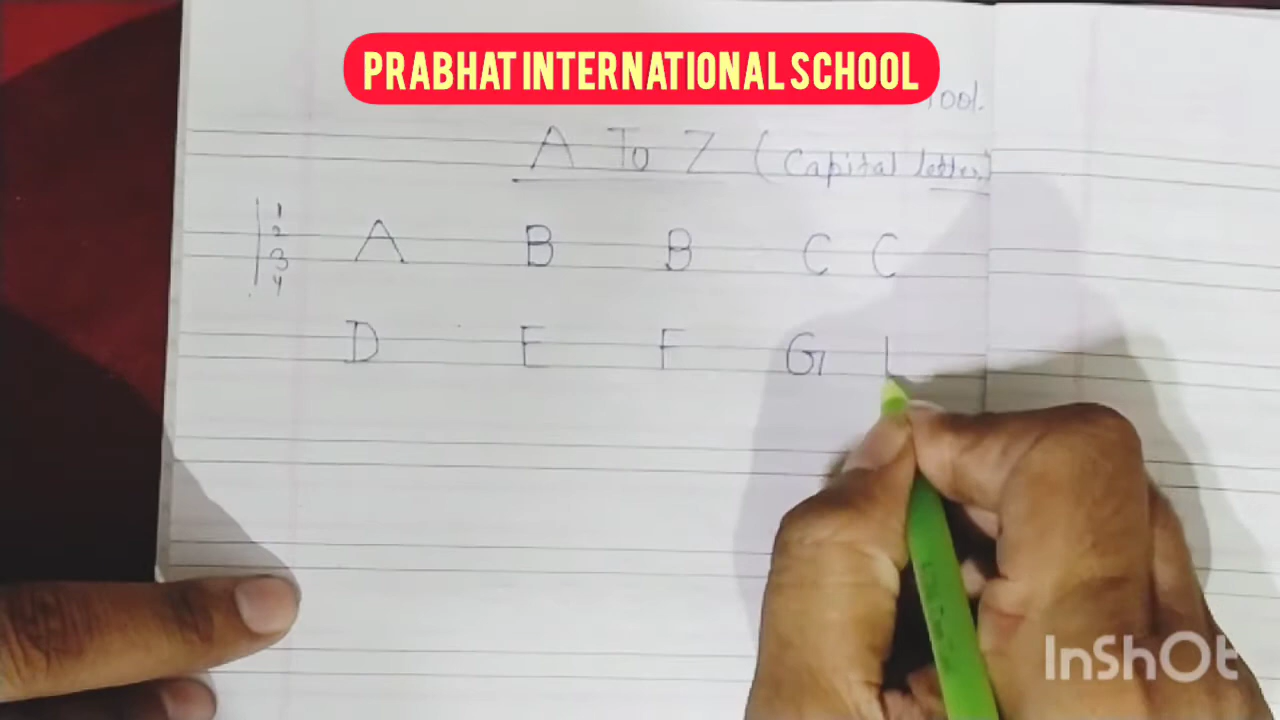 PRABHAT INTERNATIONAL SCHOOL
A To Z (Capital letter)
1
2
3
4
A B B C C
D E F G
InShOt